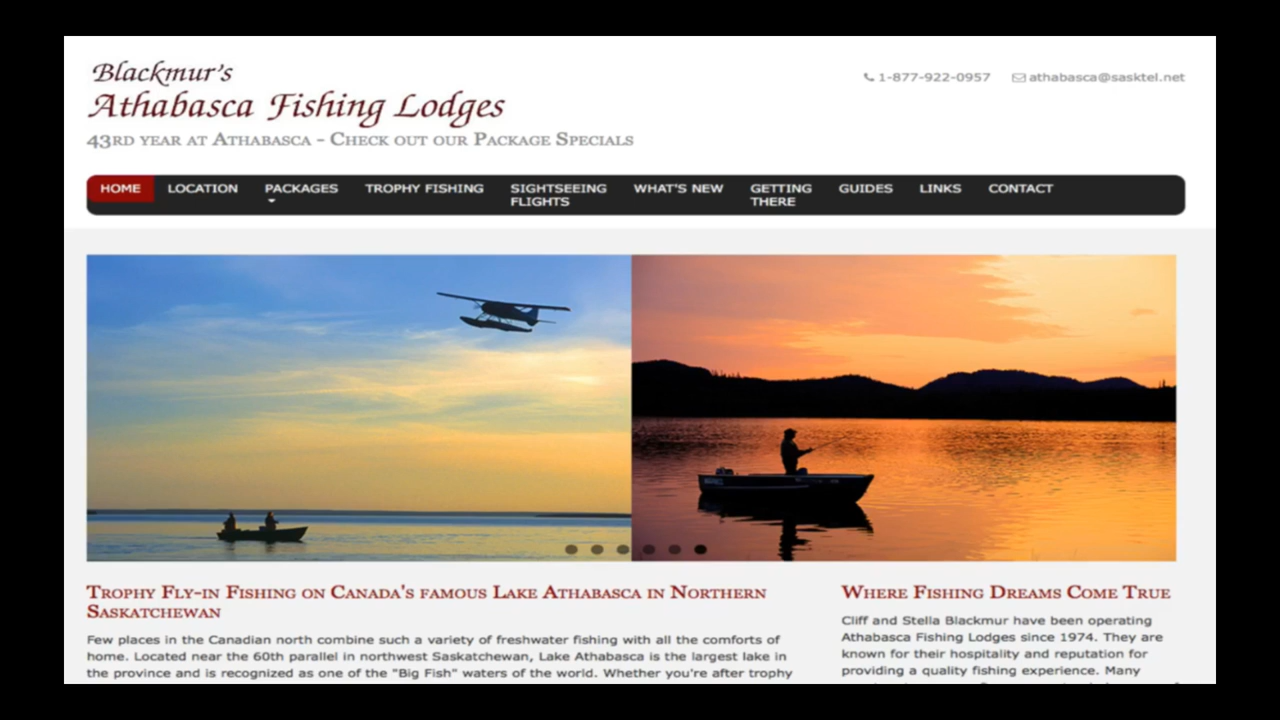 Blackmur's
Athabasca Fishing Lodges
43rd year at Athabasca - Check out our Package Specials
1-877-922-0957 athabasca@sasktel.net
HOME LOCATION PACKAGES TROPHY FISHING SIGHTSEEING FLIGHTS WHAT'S NEW GETTING THERE GUIDES LINKS CONTACT
Trophy Fly-in Fishing on Canada's famous Lake Athabasca in Northern
Saskatchewan
Few places in the Canadian north combine such a variety of freshwater fishing with all the comforts of
home. Located near the 60th parallel in northwest Saskatchewan, Lake Athabasca is the largest lake in
the province and is recognized as one of the "Big Fish" waters of the world. Whether you're after trophy
Where Fishing Dreams Come True
Cliff and Stella Blackmur have been operating
Athabasca Fishing Lodges since 1974. They are
known for their hospitality and reputation for
providing a quality fishing experience. Many